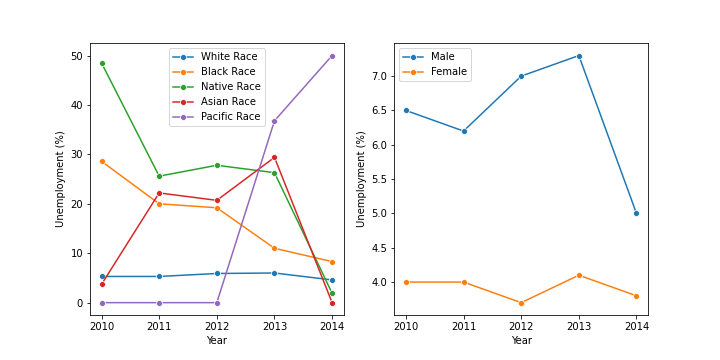 50
40
30
20
10
0
Unemployment (%)
White Race
Black Race
Native Race
Asian Race
Pacific Race
2010 2011 2012 2013 2014
Year
7.0
6.5
6.0
5.5
5.0
4.5
4.0
Unemployment (%)
Male
Female
2010 2011 2012 2013 2014
Year